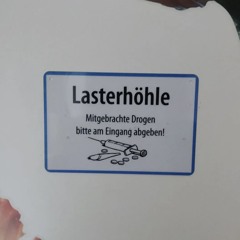 Lasterhöhle
Mitgebrachte Drogen
bitte am Eingang abgeben!